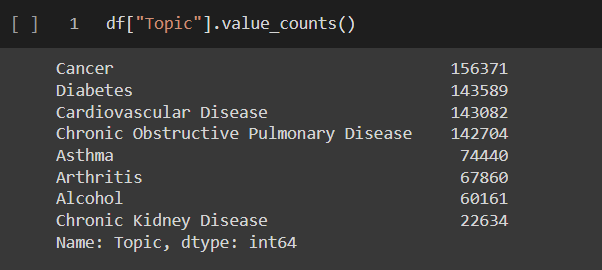 [ ] 1 df["Topic"].value_counts()
Cancer 156371
Diabetes 143589
Cardiovascular Disease 143082
Chronic Obstructive Pulmonary Disease 142704
Asthma 74440
Arthritis 67860
Alcohol 60161
Chronic Kidney Disease 22634
Name: Topic, dtype: int64